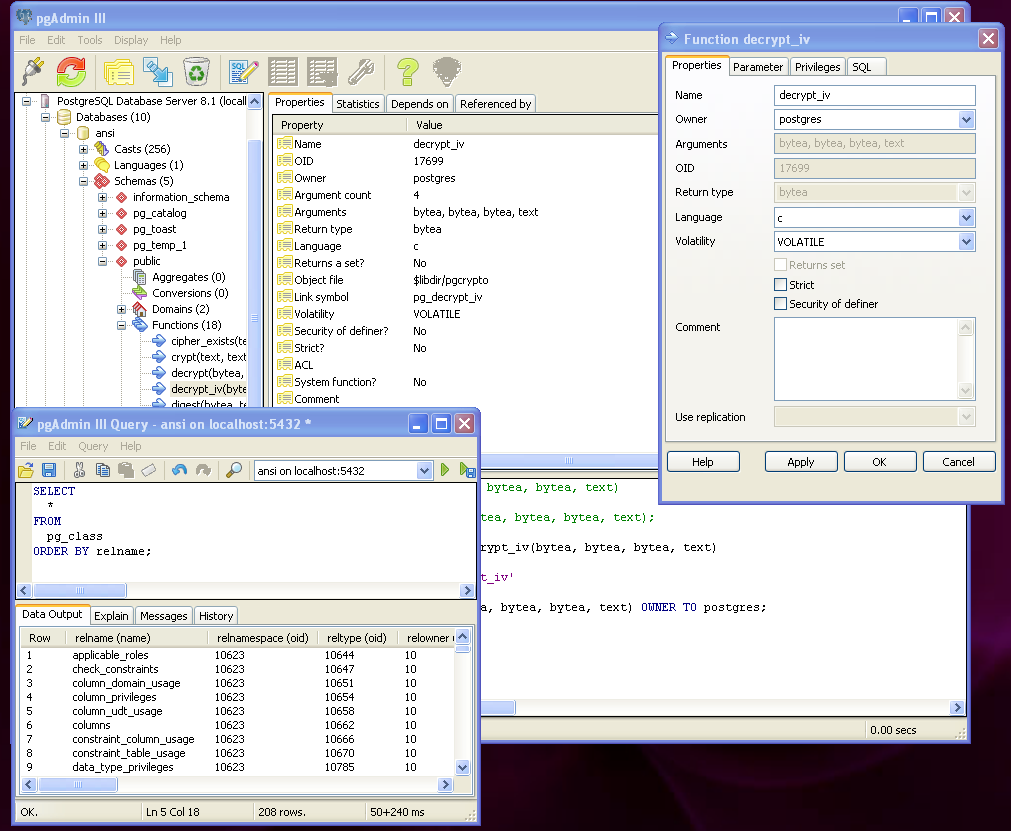 pgAdmin III
File Edit Tools Display Help
SQL
PostgreSQL Database Server 8.1 (local
Databases (10)
ansi
Casts (256)
Languages (1)
Schemas (5)
information_schema
pg_catalog
pg_toast
pg_temp_1
public
Aggregates (0)
Conversions (0)
Domains (2)
Functions (18)
cipher_exists(te
crypt(text, text
decrypt(bytea,
decrypt_iv(byte
digest(bytea, te
Properties Statistics Depends on Referenced by
Property Value
Name decrypt_iv
OID 17699
Owner postgres
Argument count 4
Arguments bytea, bytea, bytea, text
Return type bytea
Language c
Returns a set? No
Object file $libdir/pgcrypto
Link symbol pg_decrypt_iv
Volatility VOLATILE
Security of definer? No
Strict? No
ACL
System function? No
Comment
bytea, bytea, text)
tea, bytea, bytea, text);
rypt_iv(bytea, bytea, bytea, text)
t_iv'
a, bytea, bytea, text) OWNER TO postgres;
0.00 secs
Function decrypt_iv
Properties Parameter Privileges SQL
Name decrypt_iv
Owner postgres
Arguments bytea, bytea, bytea, text
OID 17699
Return type bytea
Language c
Volatility VOLATILE
Returns set
Strict
Security of definer
Comment
Use replication
Help Apply OK Cancel
pgAdmin III Query - ansi on localhost:5432 *
File Edit Query Help
ansi on localhost:5432
SELECT
*
FROM
pg_class
ORDER BY relname;
Data Output Explain Messages History
Row relname (name) relnamespace (oid) reltype (oid) relowner
1 applicable_roles 10623 10644 10
2 check_constraints 10623 10647 10
3 column_domain_usage 10623 10651 10
4 column_privileges 10623 10654 10
5 column_udt_usage 10623 10658 10
6 columns 10623 10662 10
7 constraint_column_usage 10623 10666 10
8 constraint_table_usage 10623 10670 10
9 data_type_privileges 10623 10785 10
OK. Ln 5 Col 18 208 rows. 50+240 ms